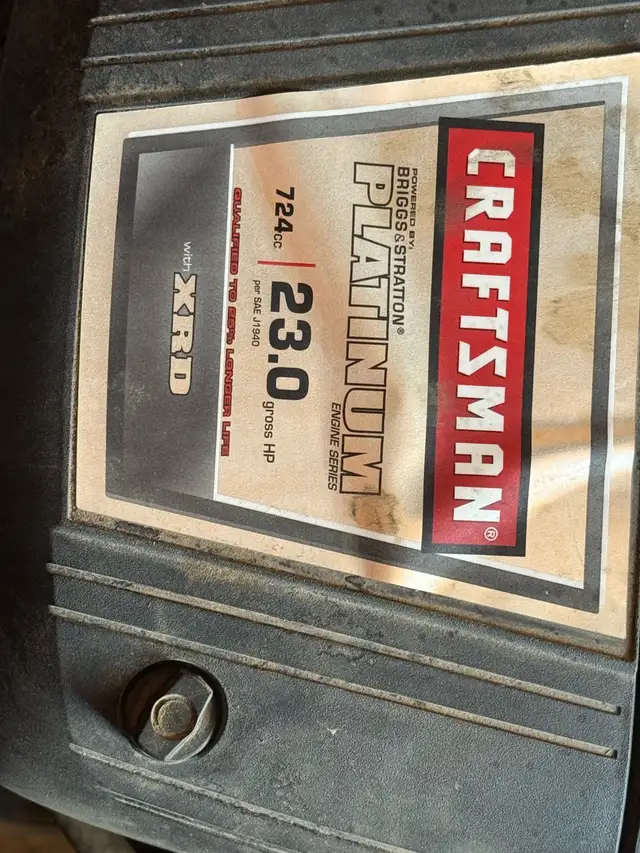 CRAFTSMAN®
POWERED BY:
BRIGGS & STRATTON®
PLATINUM
ENGINE SERIES
724cc | 23.0 gross HP
per SAE J1940
QUALIFIED TO 25% LONGER LIFE
with XRD